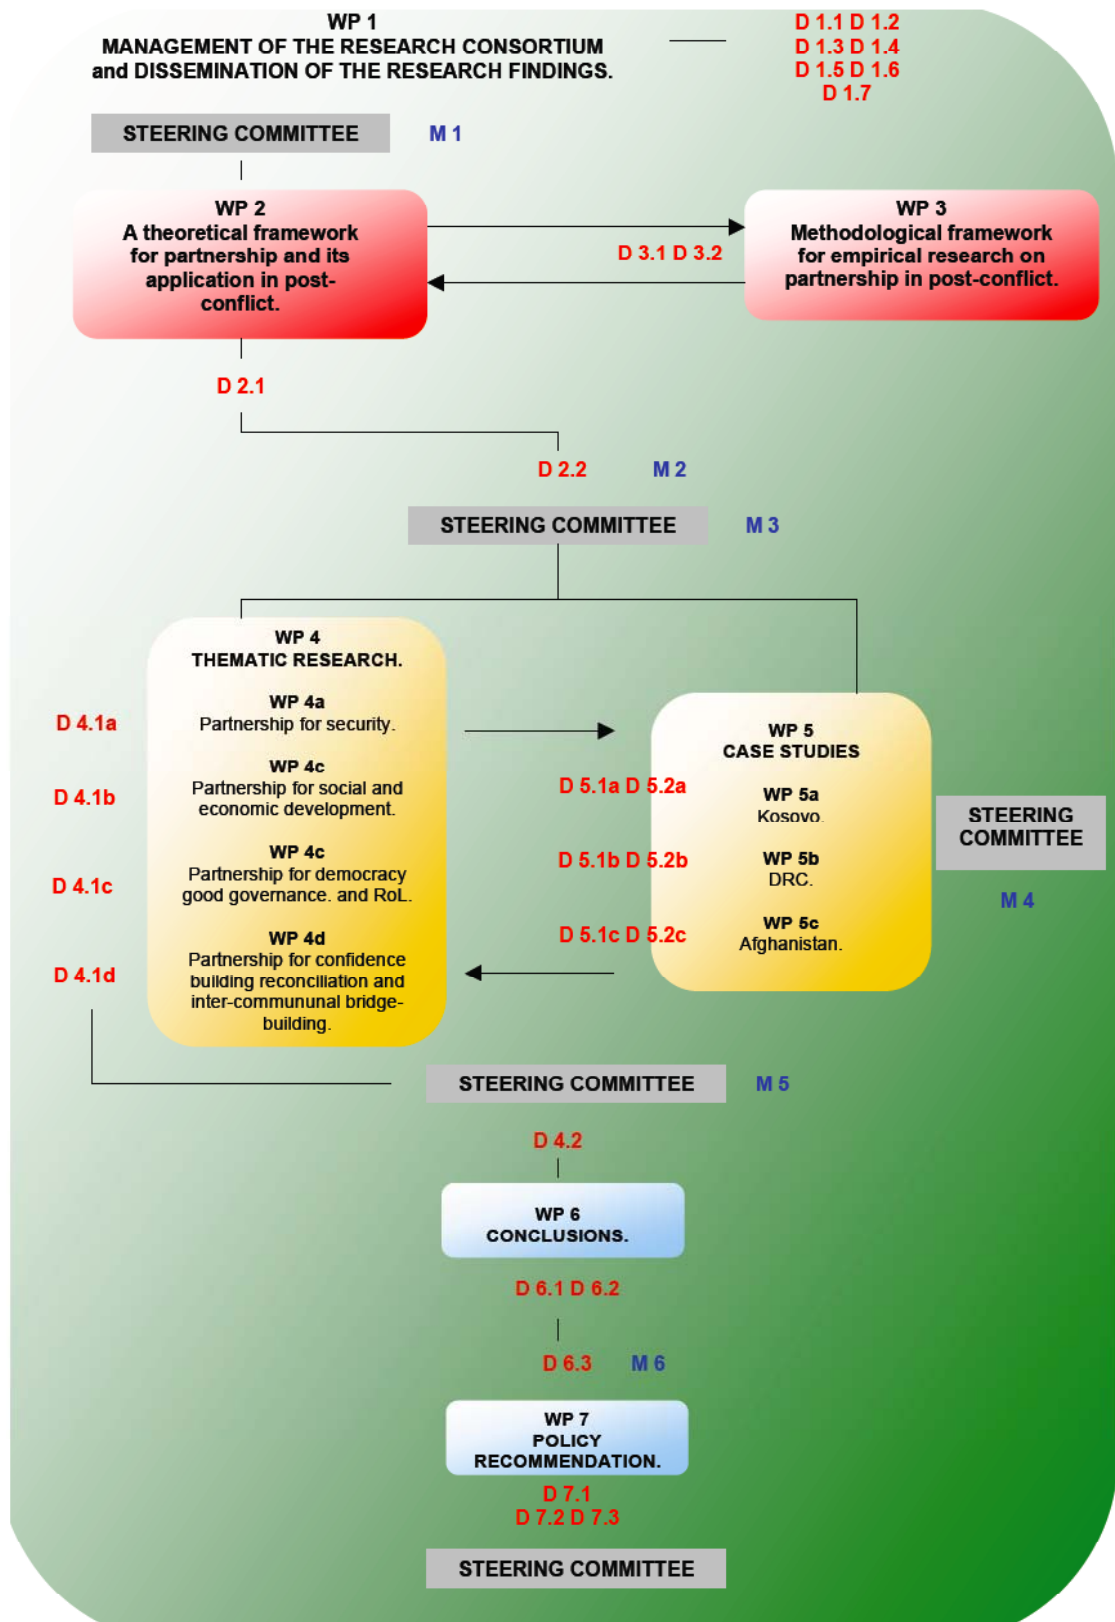 WP 1
MANAGEMENT OF THE RESEARCH CONSORTIUM
and DISSEMINATION OF THE RESEARCH FINDINGS.
D 1.1 D 1.2
D 1.3 D 1.4
D 1.5 D 1.6
D 1.7
STEERING COMMITTEE
M 1
WP 2
A theoretical framework
for partnership and its
application in post-
conflict.
D 3.1 D 3.2
WP 3
Methodological framework
for empirical research on
partnership in post-conflict.
D 2.1
D 2.2
M 2
STEERING COMMITTEE
M 3
WP 4
THEMATIC RESEARCH.
D 4.1a
WP 4a
Partnership for security.
D 4.1b
WP 4c
Partnership for social and
economic development.
D 4.1c
WP 4c
Partnership for democracy
good governance. and RoL.
D 4.1d
WP 4d
Partnership for confidence
building reconciliation and
inter-commununal bridge-
building.
D 5.1a D 5.2a
D 5.1b D 5.2b
D 5.1c D 5.2c
WP 5
CASE STUDIES
WP 5a
Kosovo.
WP 5b
DRC.
WP 5c
Afghanistan.
STEERING
COMMITTEE
M 4
STEERING COMMITTEE
M 5
D 4.2
WP 6
CONCLUSIONS.
D 6.1 D 6.2
D 6.3
M 6
WP 7
POLICY
RECOMMENDATION.
D 7.1
D 7.2 D 7.3
STEERING COMMITTEE